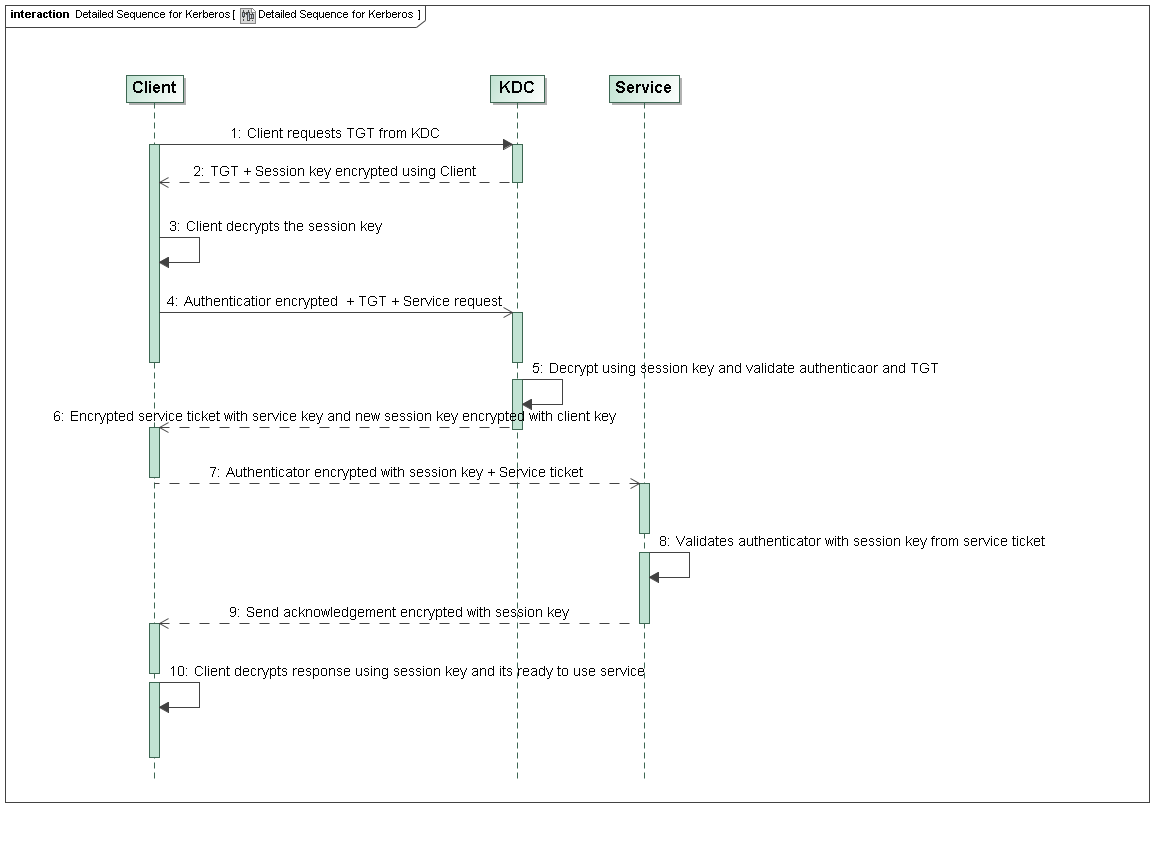 interaction Detailed Sequence for Kerberos [ Detailed Sequence for Kerberos ]
Client KDC Service
1: Client requests TGT from KDC
2: TGT + Session key encrypted using Client
3: Client decrypts the session key
4: Authenticatior encrypted + TGT + Service request
5: Decrypt using session key and validate authenticaor and TGT
6: Encrypted service ticket with service key and new session key encrypted with client key
7: Authenticator encrypted with session key + Service ticket
8: Validates authenticator with session key from service ticket
9: Send acknowledgement encrypted with session key
10: Client decrypts response using session key and its ready to use service